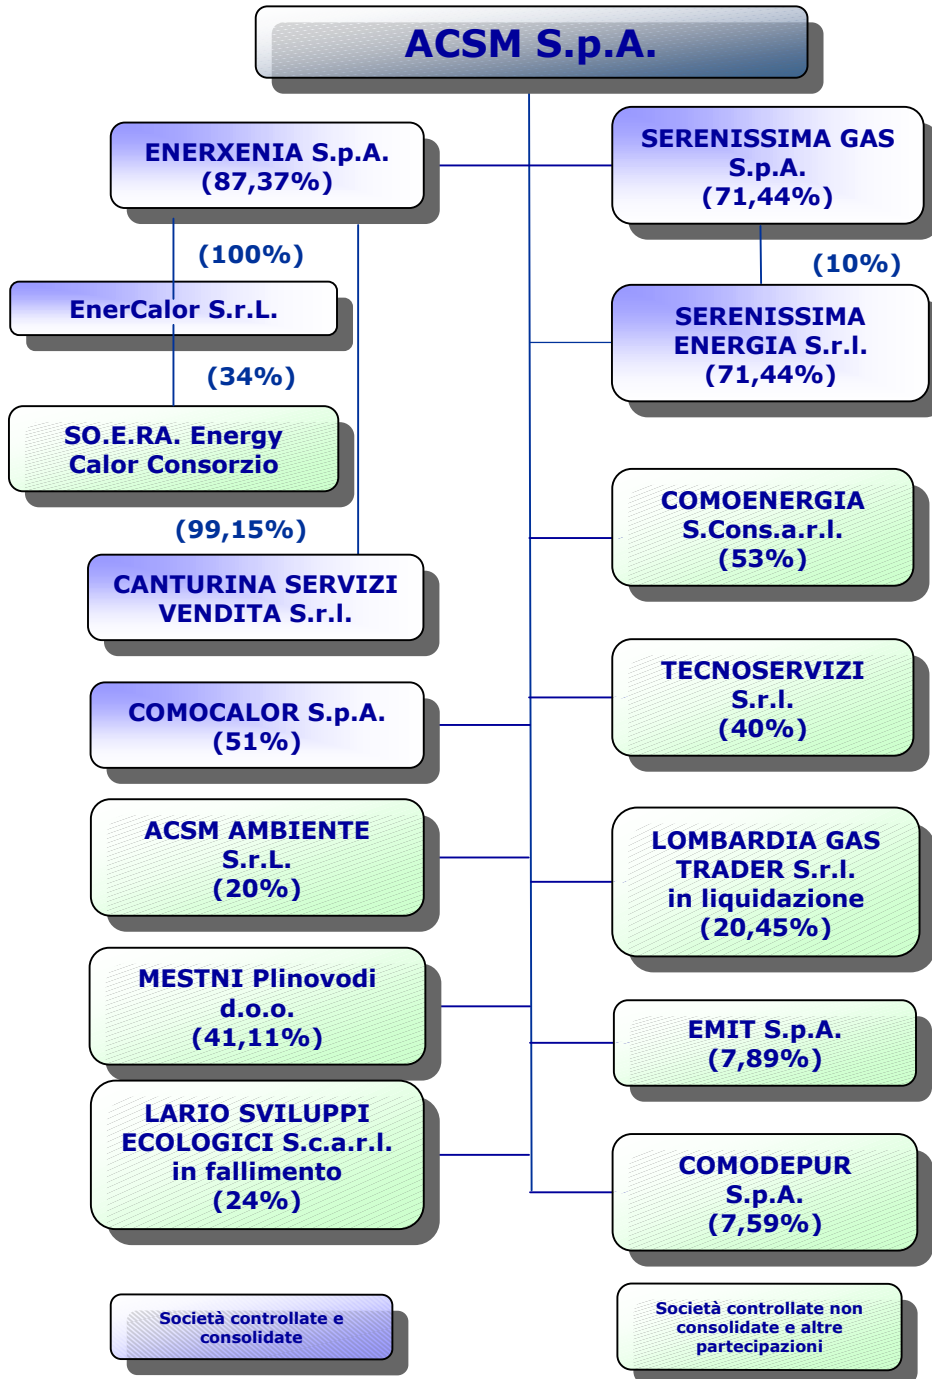 ACSM S.p.A.
ENERXENIA S.p.A.
(87,37%)
SERENISSIMA GAS
S.p.A.
(71,44%)
(100%)
(10%)
EnerCalor S.r.L.
SERENISSIMA
ENERGIA S.r.l.
(71,44%)
(34%)
SO.E.RA. Energy
Calor Consorzio
COMOENERGIA
S.Cons.a.r.l.
(53%)
(99,15%)
CANTURINA SERVIZI
VENDITA S.r.l.
TECNOSERVIZI
S.r.l.
(40%)
COMOCALOR S.p.A.
(51%)
ACSM AMBIENTE
S.r.L.
(20%)
LOMBARDIA GAS
TRADER S.r.l.
in liquidazione
(20,45%)
MESTNI Plinovodi
d.o.o.
(41,11%)
EMIT S.p.A.
(7,89%)
LARIO SVILUPPI
ECOLOGICI S.c.a.r.l.
in fallimento
(24%)
COMODEPUR
S.p.A.
(7,59%)
Società controllate e
consolidate
Società controllate non
consolidate e altre
partecipazioni